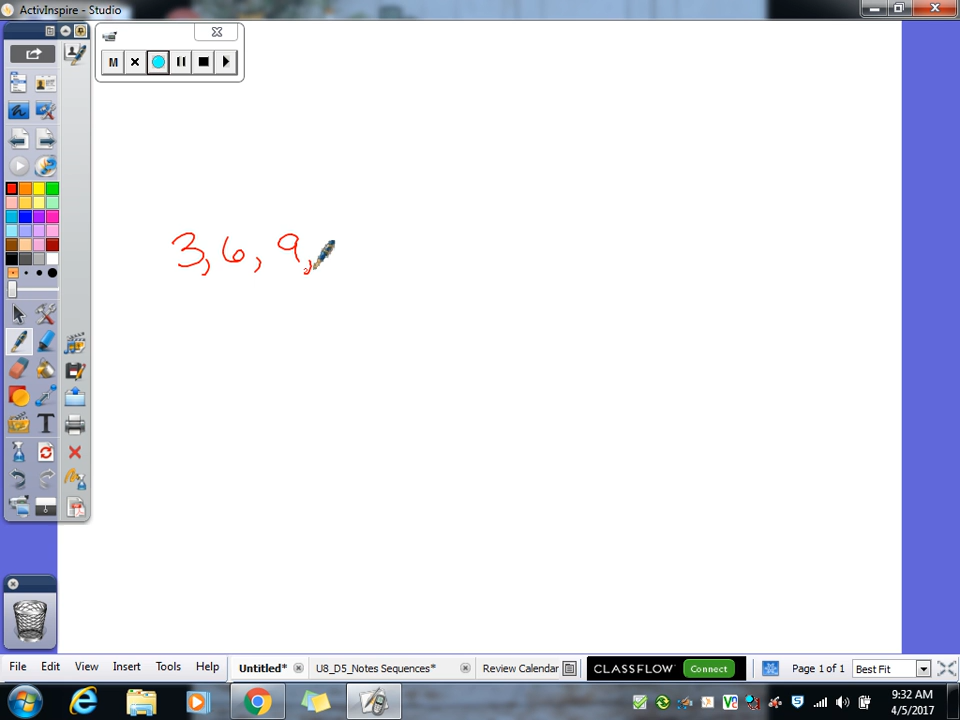 ActivInspire - Studio
M
3, 6, 9,
T
File Edit View Insert Tools Help Untitled* U8_D5_Notes Sequences* Review Calendar CLASSFLOW Connect Page 1 of 1 Best Fit
9:32 AM
4/5/2017